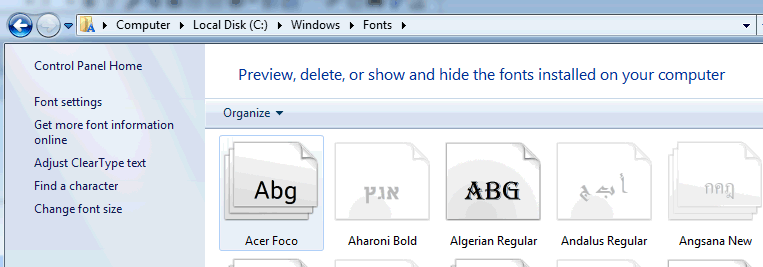 Computer ▸ Local Disk (C:) ▸ Windows ▸ Fonts ▸
Control Panel Home
Font settings
Get more font information
online
Adjust ClearType text
Find a character
Change font size
Preview, delete, or show and hide the fonts installed on your computer
Organize
Abg
אבץ
ABG
أ ب ج
กคฎ
Acer Foco
Aharoni Bold
Algerian Regular
Andalus Regular
Angsana New